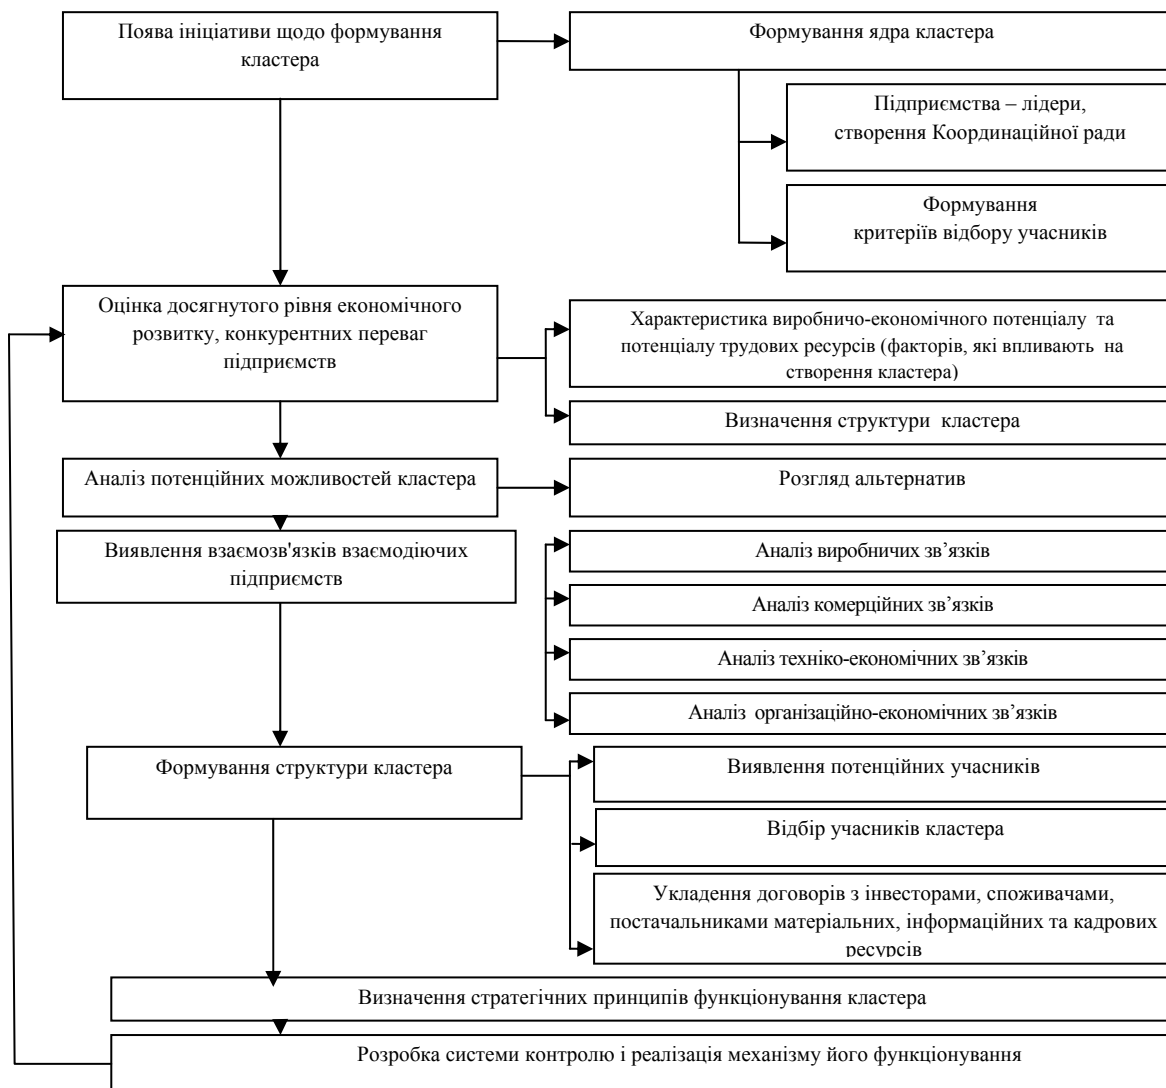 Поява ініціативи щодо формування
кластера
Формування ядра кластера
Підприємства – лідери,
створення Координаційної ради
Формування
критеріїв відбору учасників
Оцінка досягнутого рівня економічного
розвитку, конкурентних переваг
підприємств
Характеристика виробничо-економічного потенціалу та
потенціалу трудових ресурсів (факторів, які впливають на
створення кластера)
Визначення структури кластера
Аналіз потенційних можливостей кластера
Розгляд альтернатив
Виявлення взаємозв'язків взаємодіючих
підприємств
Аналіз виробничих зв’язків
Аналіз комерційних зв’язків
Аналіз техніко-економічних зв’язків
Аналіз організаційно-економічних зв’язків
Формування структури кластера
Виявлення потенційних учасників
Відбір учасників кластера
Укладення договорів з інвесторами, споживачами,
постачальниками матеріальних, інформаційних та кадрових
ресурсів
Визначення стратегічних принципів функціонування кластера
Розробка системи контролю і реалізація механізму його функціонування